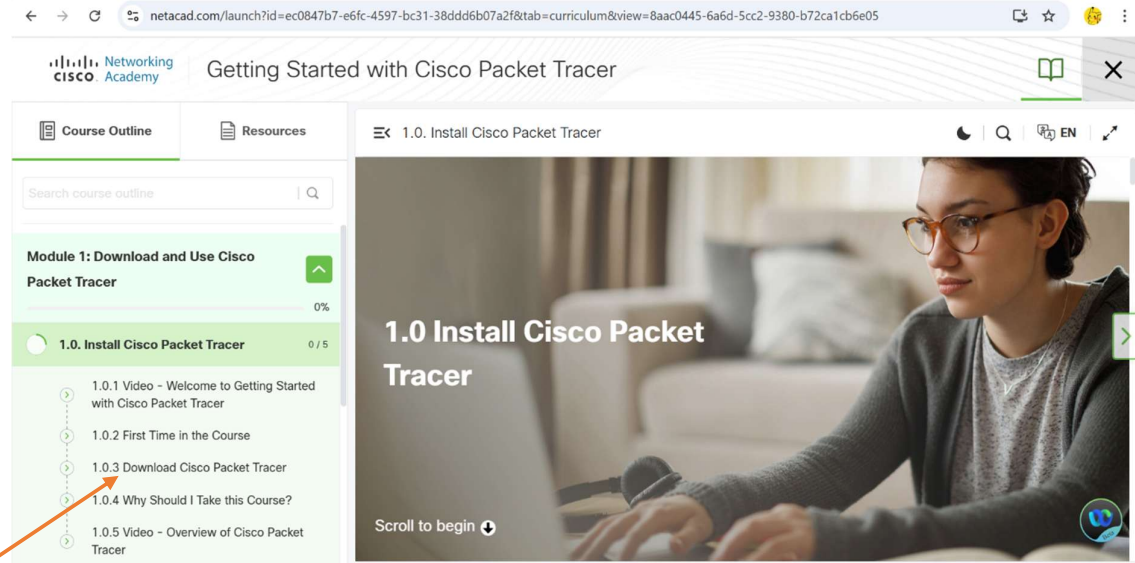 netacad.com/launch?id=ec0847b7-e6fc-4597-bc31-38ddd6b07a2f&tab=curriculum&view=8aac0445-6a6d-5cc2-9380-b72ca1cb6e05
CISCO Networking Academy
Getting Started with Cisco Packet Tracer
Course Outline
Resources
1.0. Install Cisco Packet Tracer
EN
Search course outline
Module 1: Download and Use Cisco
Packet Tracer
0%
1.0. Install Cisco Packet Tracer
0 / 5
1.0.1 Video - Welcome to Getting Started
with Cisco Packet Tracer
1.0.2 First Time in the Course
1.0.3 Download Cisco Packet Tracer
1.0.4 Why Should I Take this Course?
1.0.5 Video - Overview of Cisco Packet
Tracer
1.0 Install Cisco Packet
Tracer
Scroll to begin